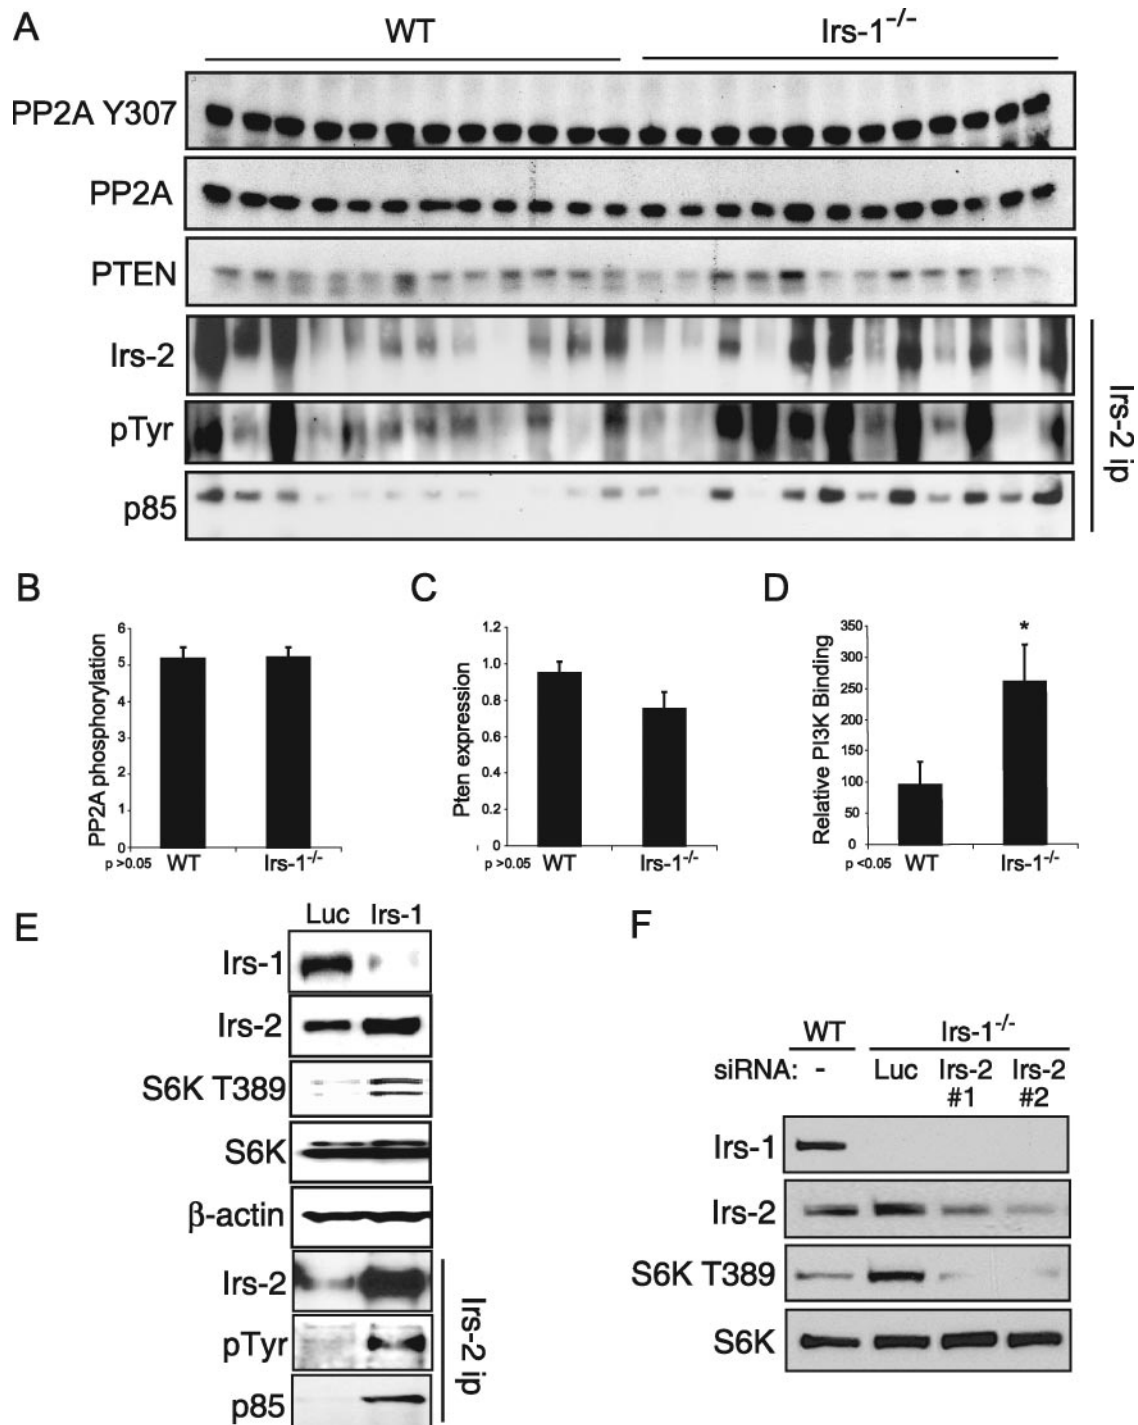 A
WT Irs-1-/-
PP2A Y307
PP2A
PTEN
Irs-2
pTyr
p85
Irs-2 ip
B C D
PP2A phosphorylation
6
5
4
3
2
1
0
p >0.05 WT Irs-1-/-
Pten expression
1.2
1.0
0.8
0.6
0.4
0.2
0
p >0.05 WT Irs-1-/-
Relative PI3K Binding
350
300
250
200
150
100
50
0
*
p <0.05 WT Irs-1-/-
E
Luc Irs-1
Irs-1
Irs-2
S6K T389
S6K
β-actin
Irs-2
pTyr
p85
Irs-2 ip
F
WT Irs-1-/-
siRNA: - Luc Irs-2 Irs-2
#1 #2
Irs-1
Irs-2
S6K T389
S6K